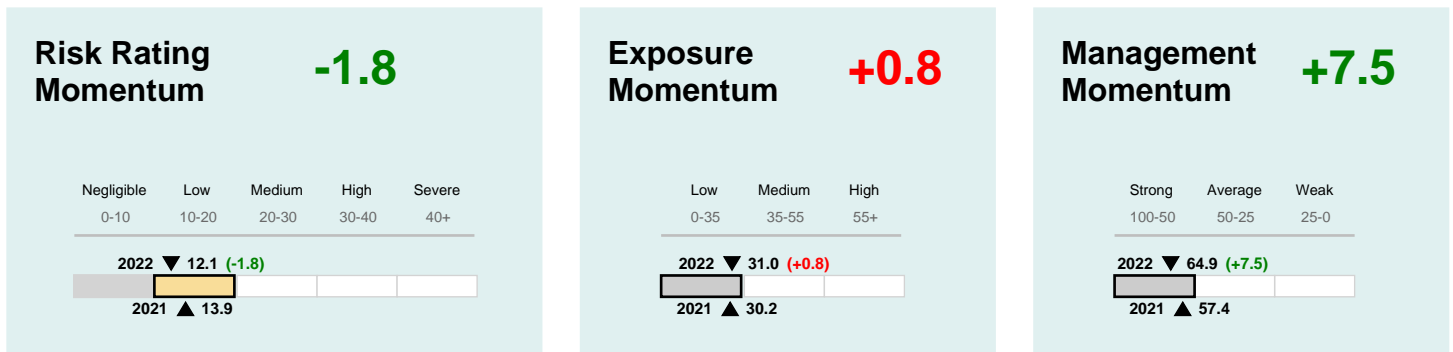 Risk Rating
Momentum
-1.8
Negligible Low Medium High Severe
0-10 10-20 20-30 30-40 40+
2022 ▼ 12.1 (-1.8)
2021 ▲ 13.9
Exposure
Momentum
+0.8
Low Medium High
0-35 35-55 55+
2022 ▼ 31.0 (+0.8)
2021 ▲ 30.2
Management
Momentum
+7.5
Strong Average Weak
100-50 50-25 25-0
2022 ▼ 64.9 (+7.5)
2021 ▲ 57.4